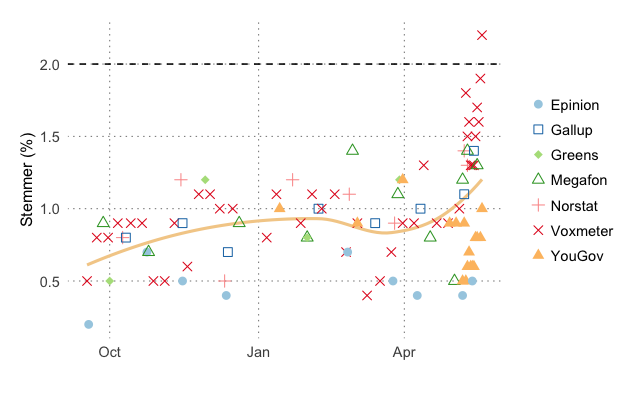 2.0
1.5
1.0
0.5
Stemmer (%)
Oct
Jan
Apr
Epinion
Gallup
Greens
Megafon
Norstat
Voxmeter
YouGov